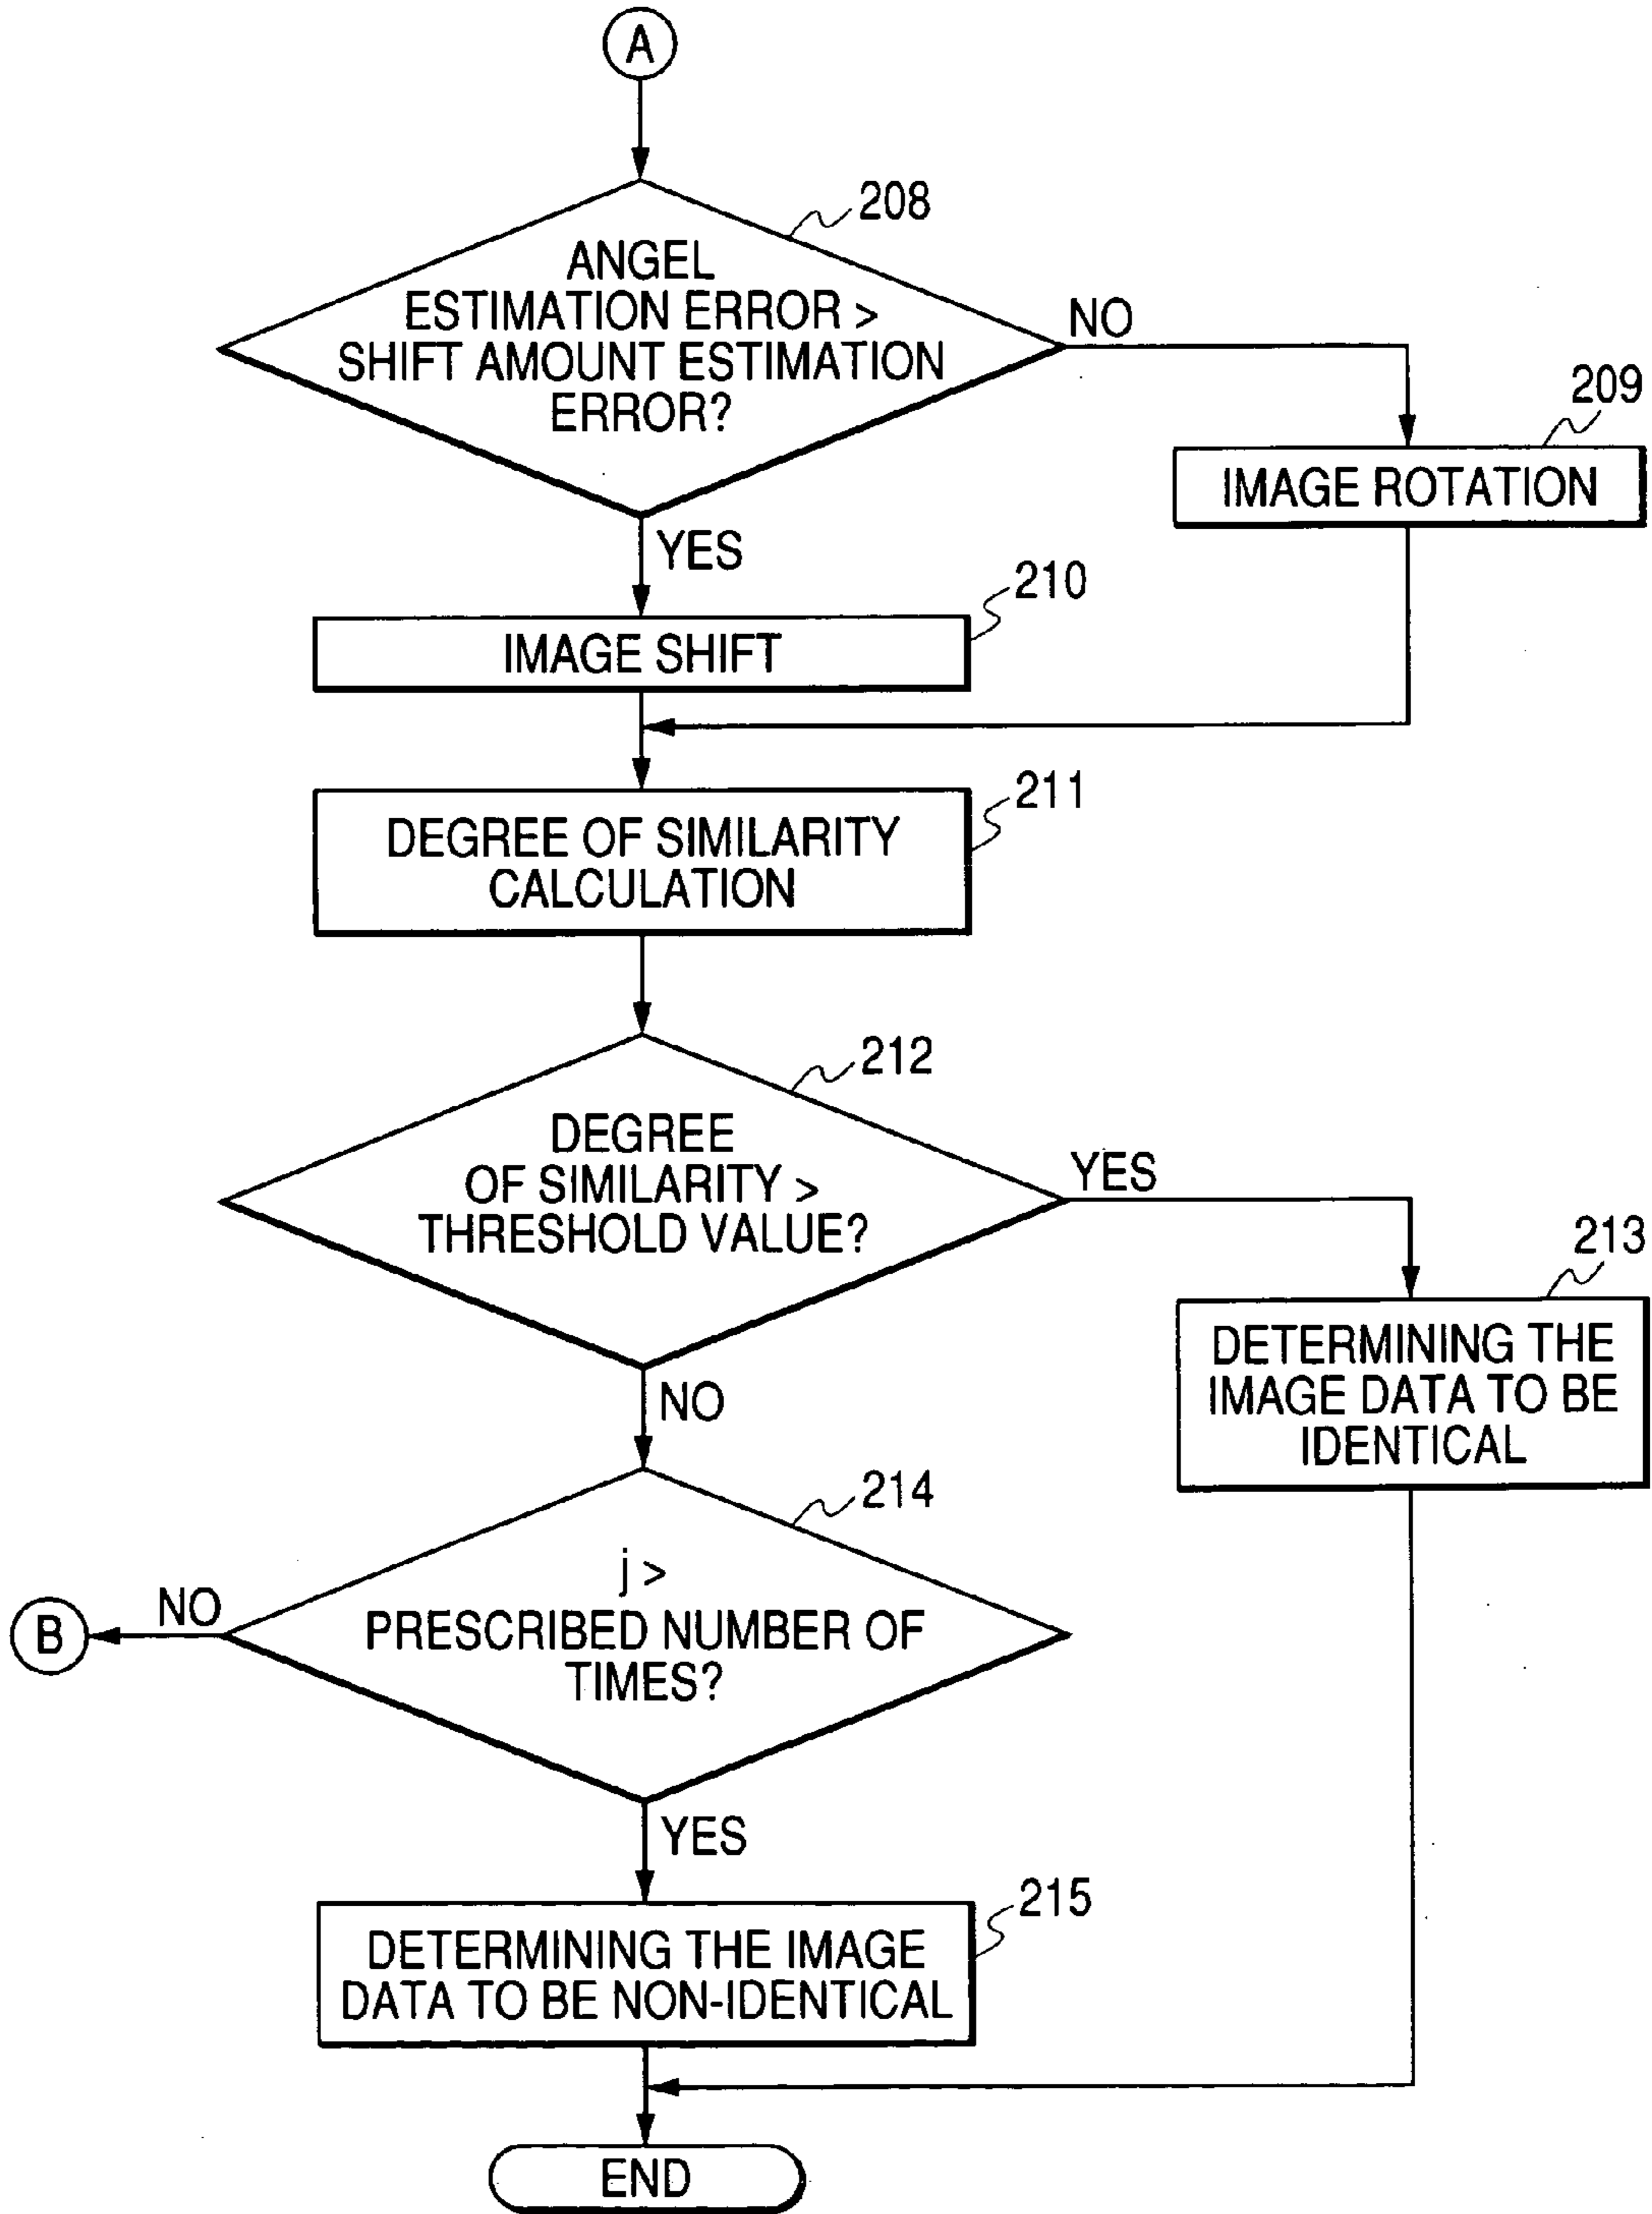 A
208
ANGEL
ESTIMATION ERROR >
SHIFT AMOUNT ESTIMATION
ERROR?
NO
209
IMAGE ROTATION
YES
210
IMAGE SHIFT
211
DEGREE OF SIMILARITY
CALCULATION
212
DEGREE
OF SIMILARITY >
THRESHOLD VALUE?
YES
213
DETERMINING THE
IMAGE DATA TO BE
IDENTICAL
NO
214
j >
PRESCRIBED NUMBER OF
TIMES?
NO
B
YES
215
DETERMINING THE IMAGE
DATA TO BE NON-IDENTICAL
END